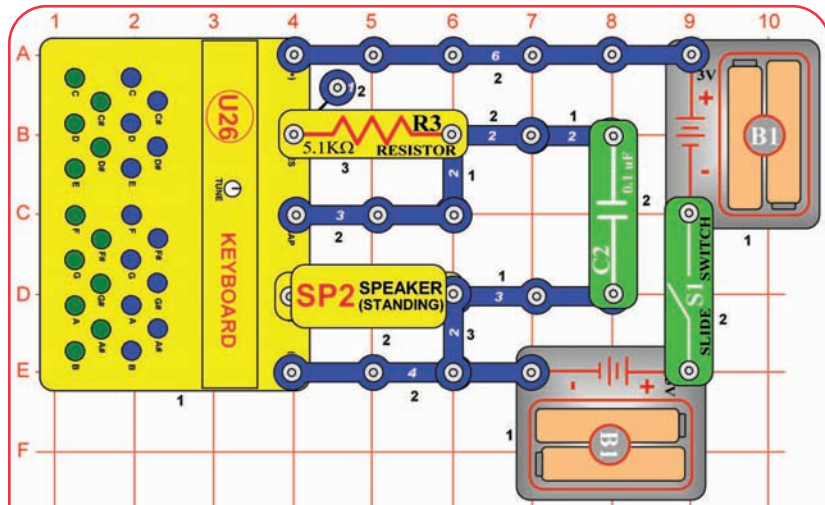 1 2 3 4 5 6 7 8 9 10
A
B
C
D
E
F
C
C#
D
D#
E
F
F#
G
G#
A
A#
B
C
C#
D
D#
E
F
F#
G
G#
A
A#
B
U26
TUNE
KEYBOARD
1
6
2
2
R3
5.1KΩ RESISTOR
3
2
2
1
2
2
1
3
2
C2
0.1 uF
2
SP2 SPEAKER
(STANDING)
2
1
3
2
3
4
2
3V
+
-
B1
1
S1
SLIDE SWITCH
2
- +
B1
1